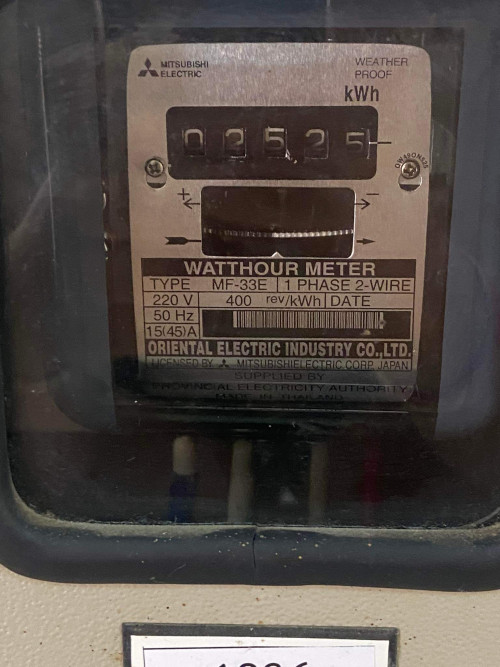 MITSUBISHI
ELECTRIC
WEATHER
PROOF
kWh
0 2 5 2 5
+ −
WATTHOUR METER
TYPE MF-33E 1 PHASE 2-WIRE
220 V 400 rev/kWh DATE
50 Hz
15(45)A
ORIENTAL ELECTRIC INDUSTRY CO.,LTD.
LICENSED BY MITSUBISHI ELECTRIC CORP. JAPAN
SUPPLIED BY
PROVINCIAL ELECTRICITY AUTHORITY
MADE IN THAILAND